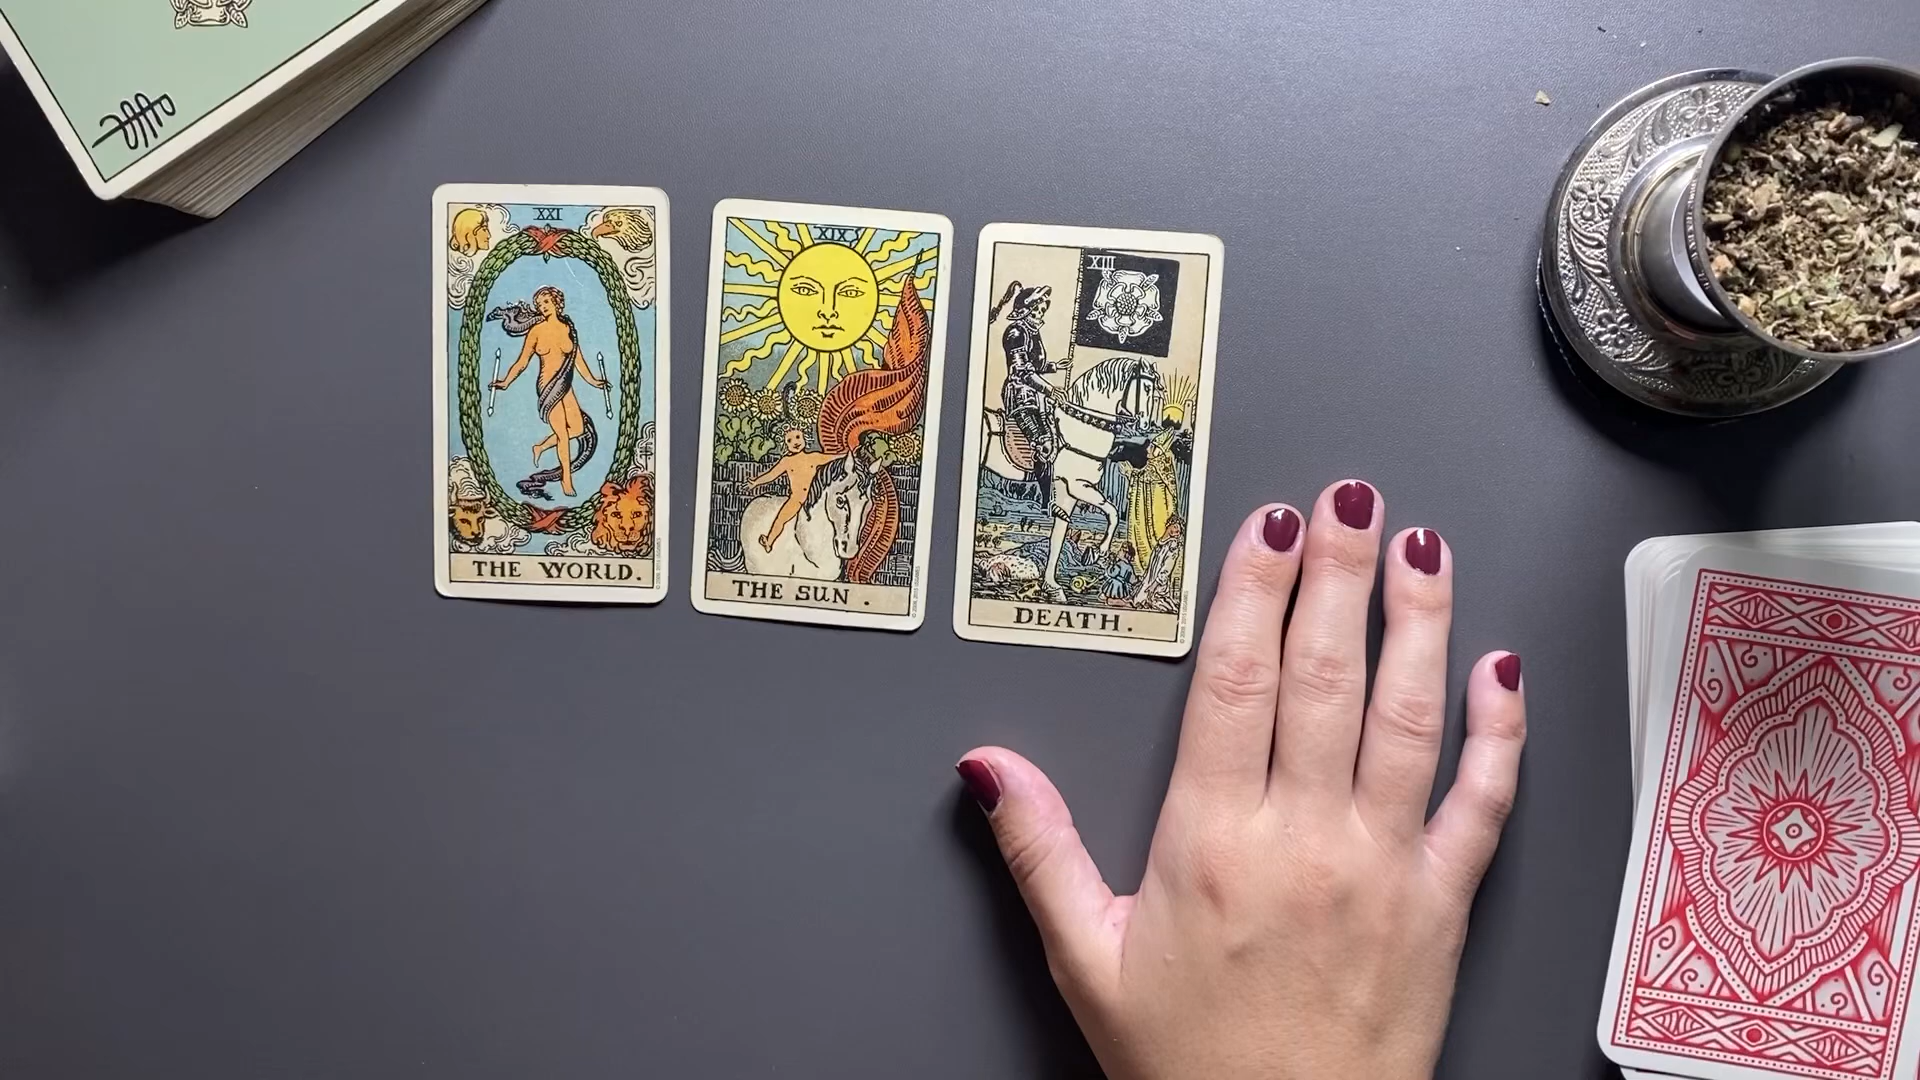 XXI
THE WORLD.
XIX
THE SUN .
XIII
DEATH.